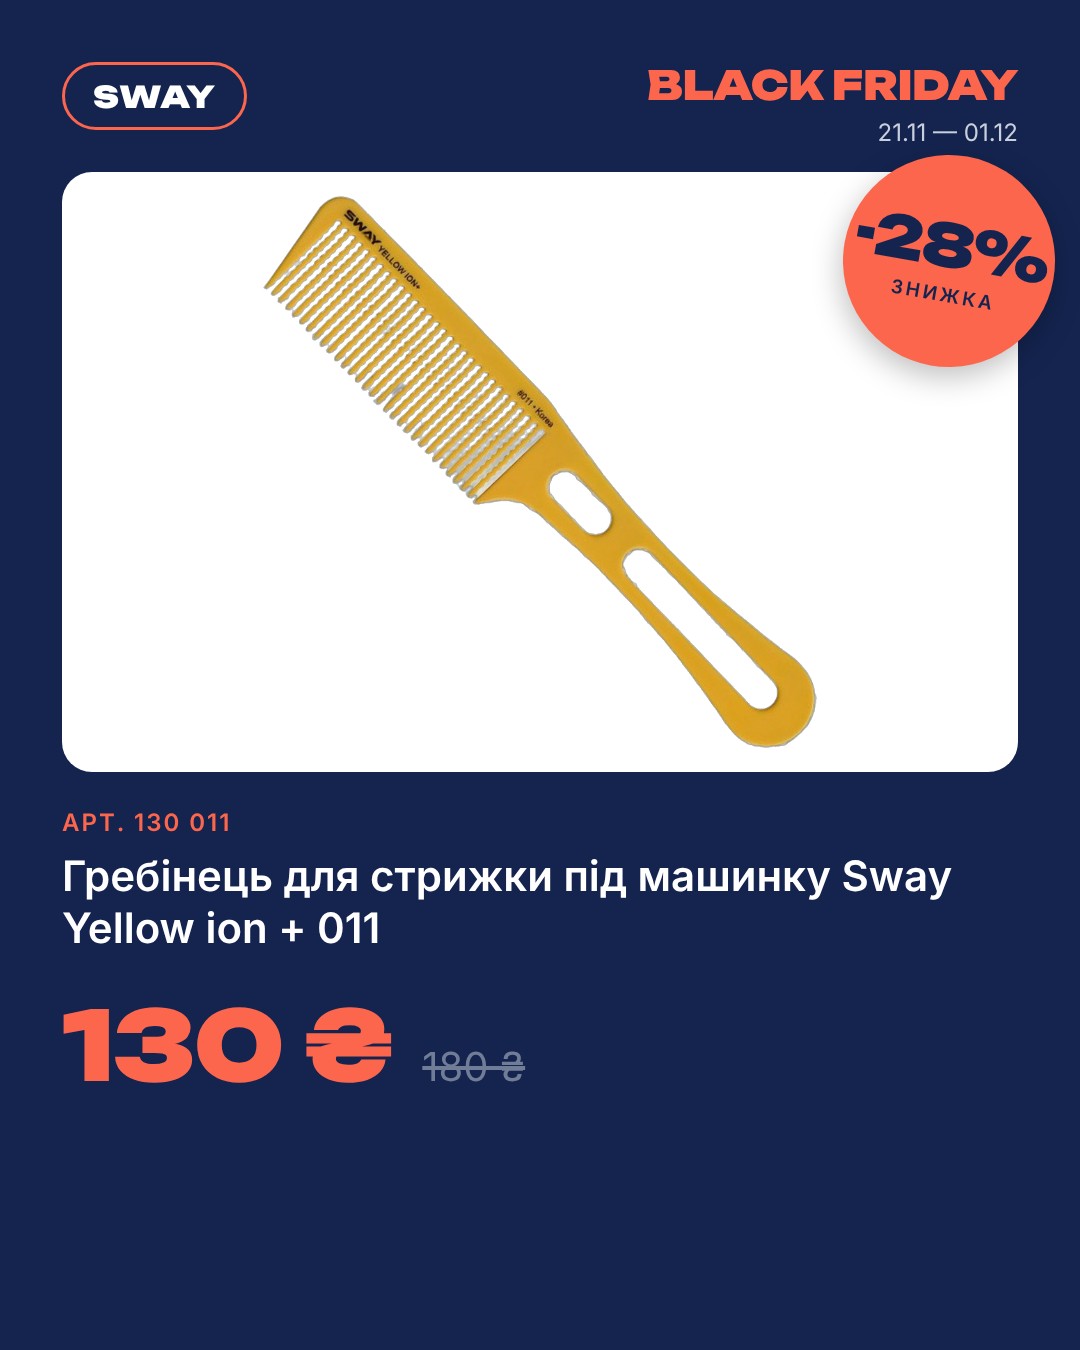 SWAY
BLACK FRIDAY
21.11 — 01.12
-28%
ЗНИЖКА
SWAY YELLOW ION+
#011 • Korea
АРТ. 130 011
Гребінець для стрижки під машинку Sway
Yellow ion + 011
130 ₴
180 ₴